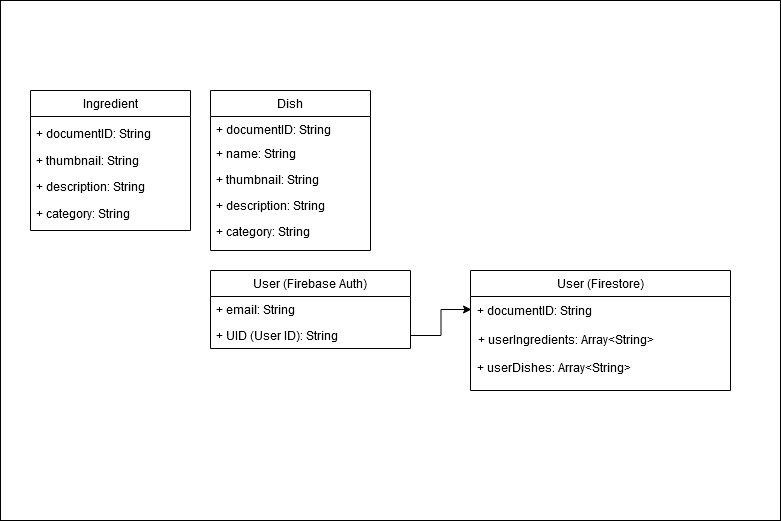 Ingredient
+ documentID: String
+ thumbnail: String
+ description: String
+ category: String
Dish
+ documentID: String
+ name: String
+ thumbnail: String
+ description: String
+ category: String
User (Firebase Auth)
+ email: String
+ UID (User ID): String
User (Firestore)
+ documentID: String
+ userIngredients: Array<String>
+ userDishes: Array<String>